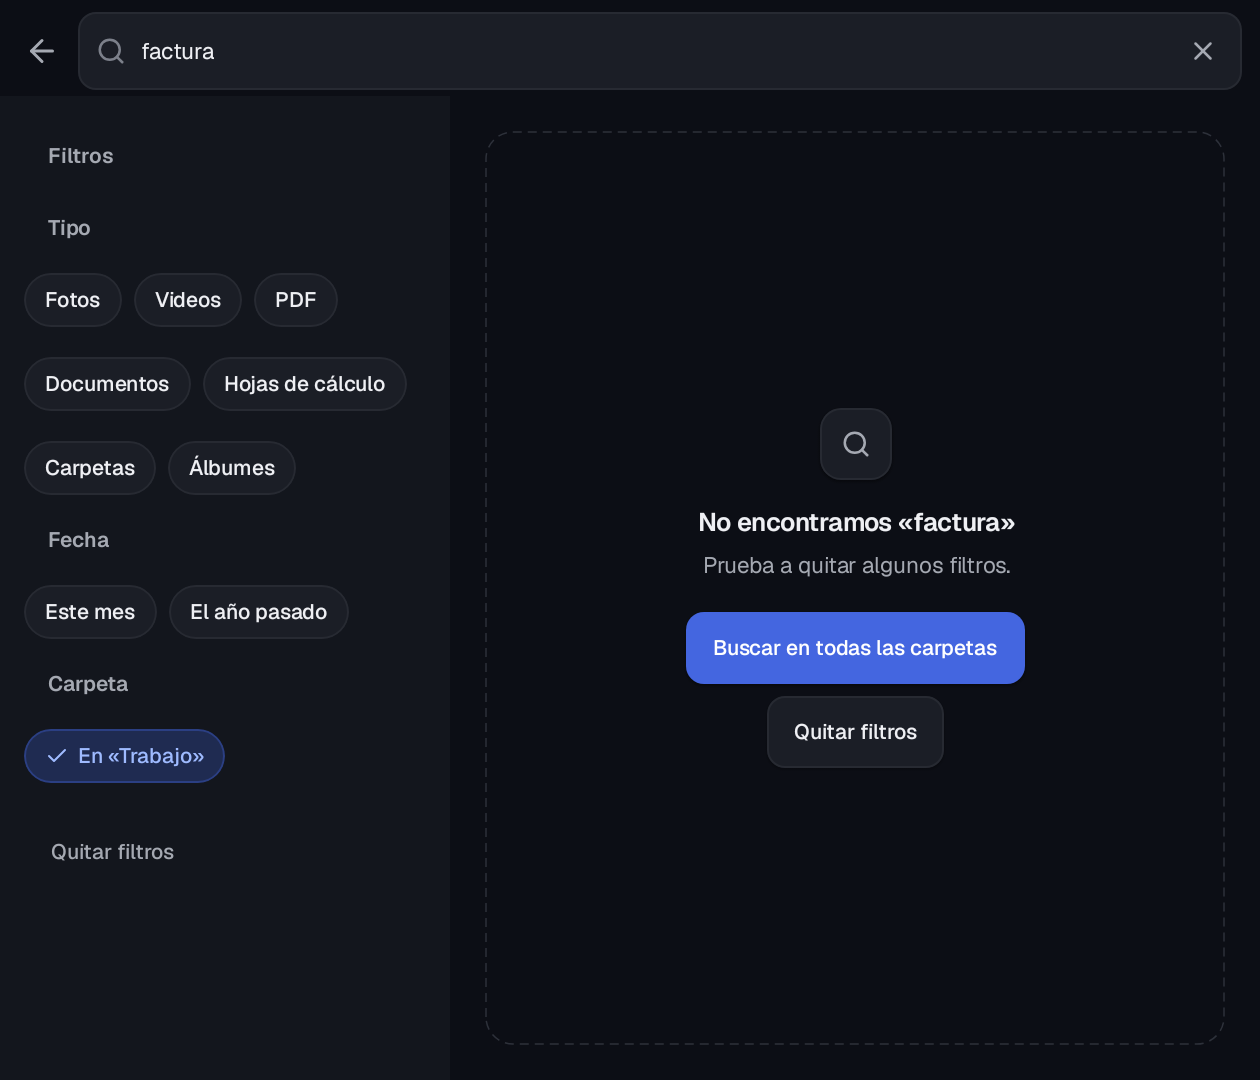 factura
Filtros
Tipo
Fotos Videos PDF
Documentos Hojas de cálculo
Carpetas Álbumes
Fecha
Este mes El año pasado
Carpeta
En «Trabajo»
Quitar filtros
No encontramos «factura»
Prueba a quitar algunos filtros.
Buscar en todas las carpetas
Quitar filtros